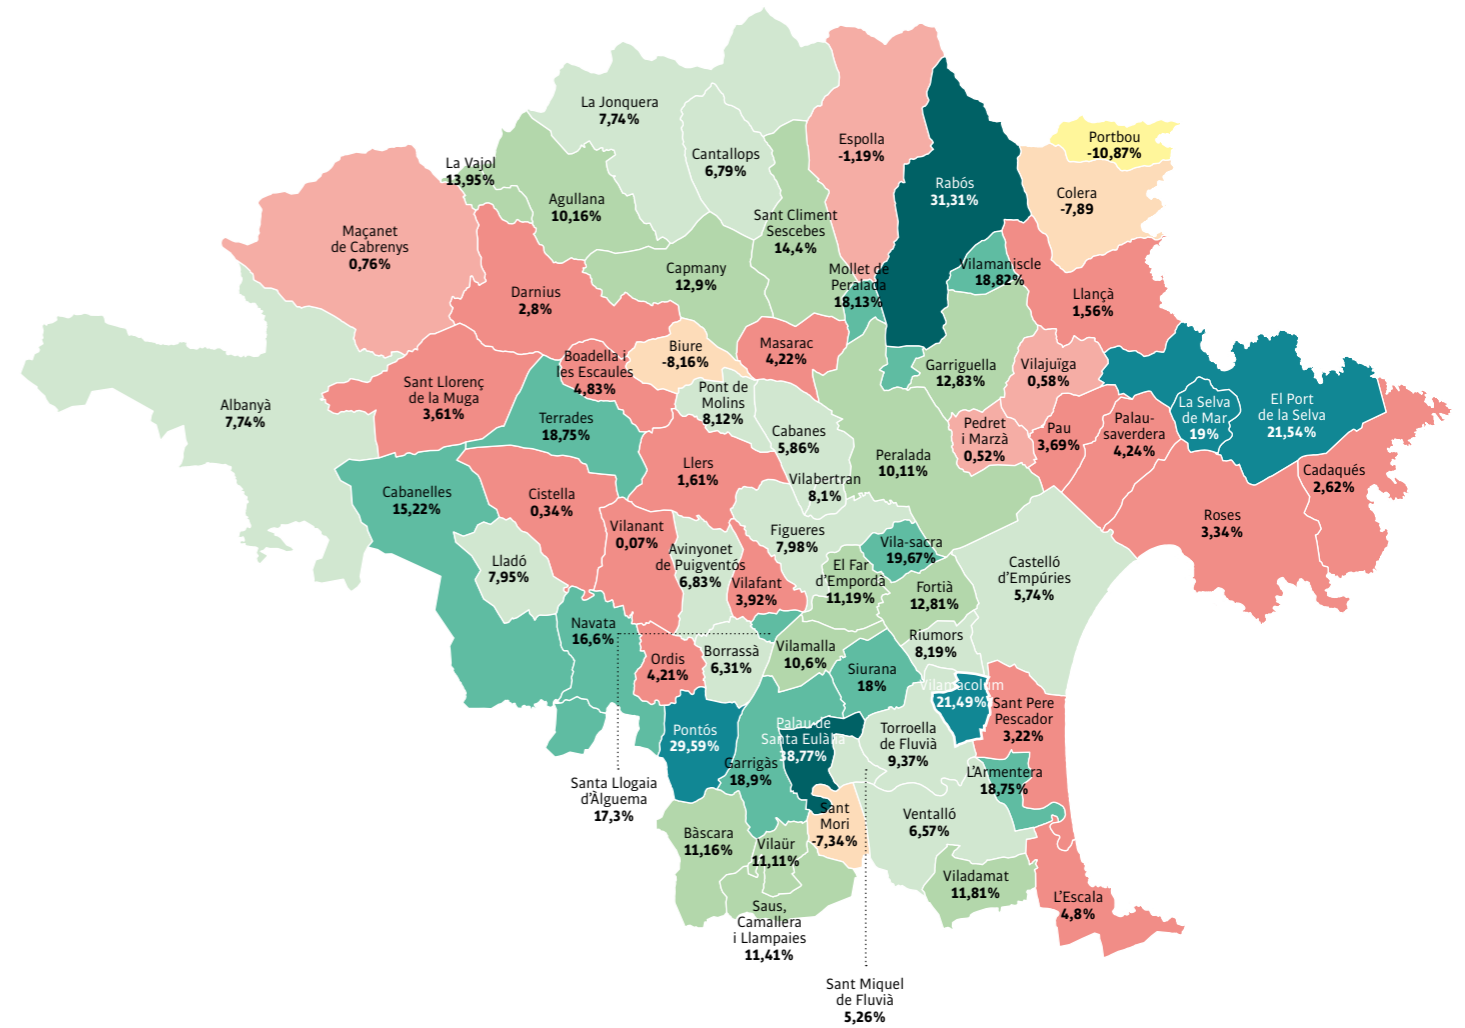 La Jonquera
7,74%
Cantallops
6,79%
Espolla
-1,19%
Portbou
-10,87%
La Vajol
13,95%
Agullana
10,16%
Rabós
31,31%
Colera
-7,89
Maçanet
de Cabrenys
0,76%
Sant Climent
Sescebes
14,4%
Capmany
12,9%
Mollet de
Peralada
18,13%
Vilamaniscle
18,82%
Darnius
2,8%
Llançà
1,56%
Biure
-8,16%
Masarac
4,22%
Boadella i
les Escaules
4,83%
Garriguella
12,83%
Vilajuïga
0,58%
Sant Llorenç
de la Muga
3,61%
Pont de
Molins
8,12%
Albanyà
7,74%
Terrades
18,75%
Cabanes
5,86%
Pedret
i Marzà
0,52%
Pau
3,69%
Palau-
saverdera
4,24%
La Selva
de Mar
19%
El Port
de la Selva
21,54%
Peralada
10,11%
Llers
1,61%
Cadaqués
2,62%
Vilabertran
8,1%
Cabanelles
15,22%
Cistella
0,34%
Roses
3,34%
Vilanant
0,07%
Figueres
7,98%
Vila-sacra
19,67%
Avinyonet
de Puigventós
6,83%
Lladó
7,95%
Vilafant
3,92%
El Far
d’Empordà
11,19%
Castelló
d’Empúries
5,74%
Fortià
12,81%
Navata
16,6%
Riumors
8,19%
Ordis
4,21%
Borrassà
6,31%
Vilamalla
10,6%
Siurana
18%
Vilamacolum
21,49%
Sant Pere
Pescador
3,22%
Pontós
29,59%
Palau de
Santa Eulàlia
38,77%
Torroella
de Fluvià
9,37%
Garrigàs
18,9%
L’Armentera
18,75%
Santa Llogaia
d’Àlguema
17,3%
Sant
Mori
-7,34%
Ventalló
6,57%
Bàscara
11,16%
Vilaür
11,11%
Viladamat
11,81%
L’Escala
4,8%
Saus,
Camallera
i Llampaies
11,41%
Sant Miquel
de Fluvià
5,26%